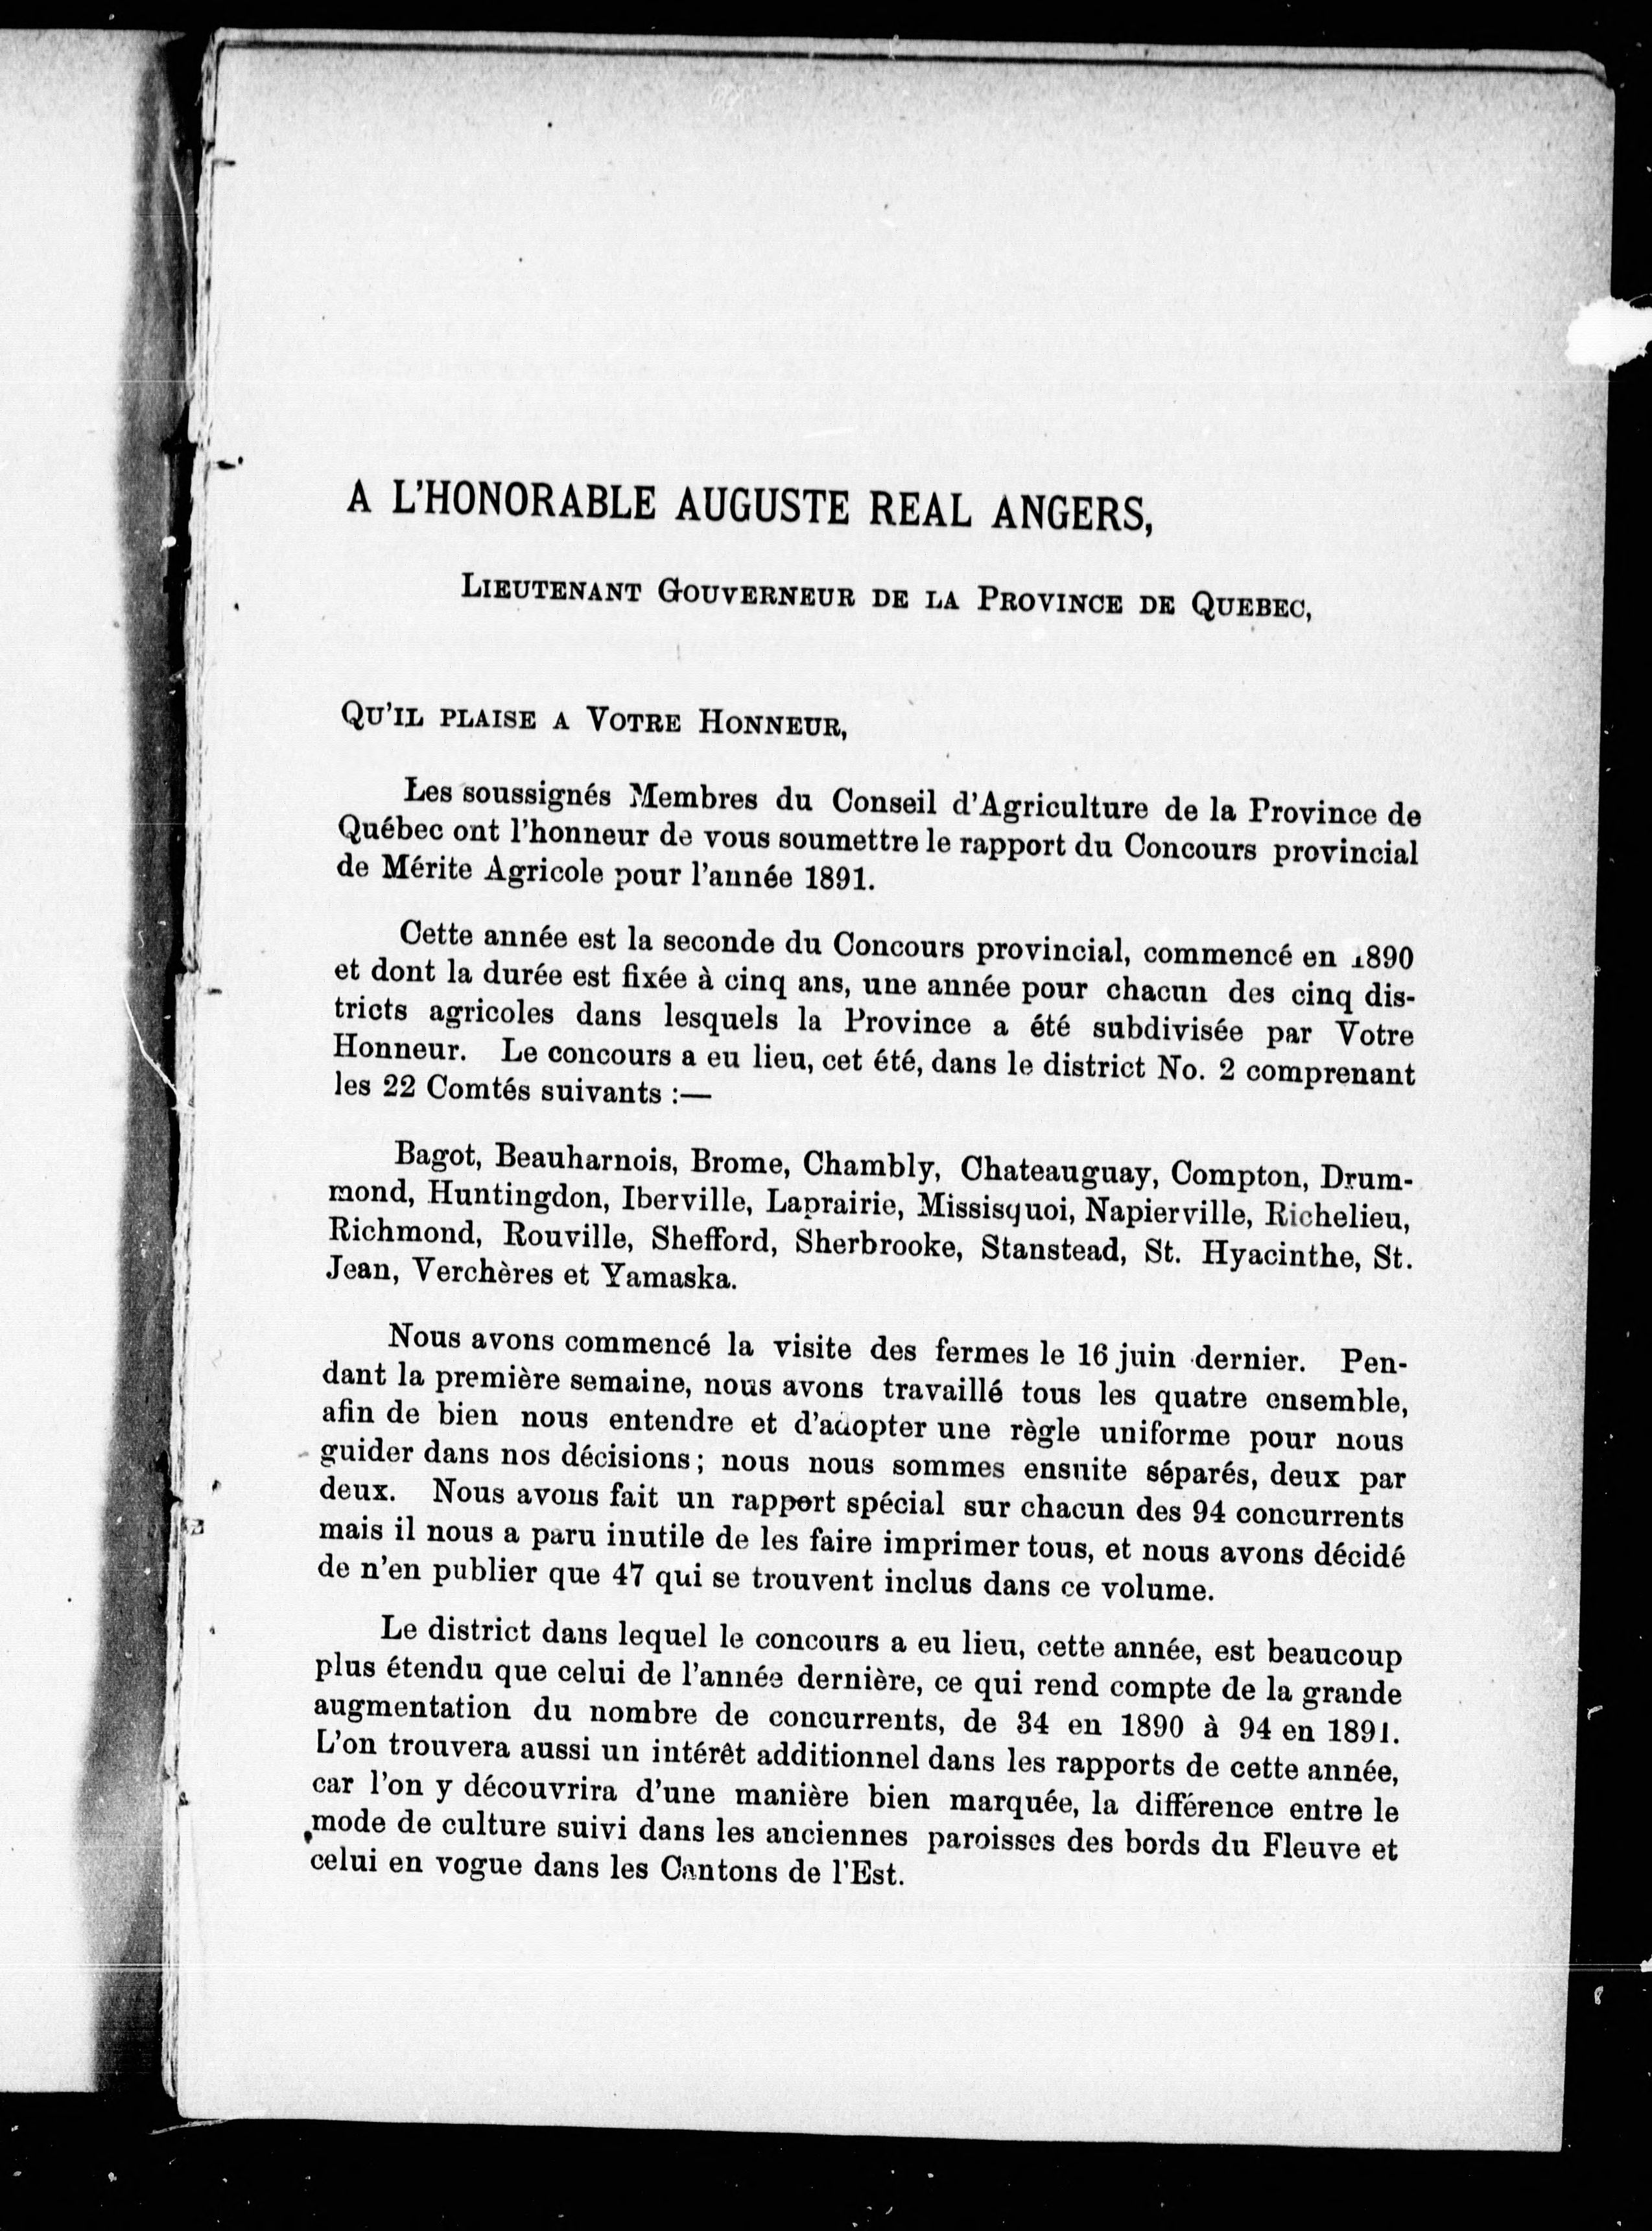 A L'HONORABLE AUGUSTE REAL ANGERS,
LIEUTENANT GOUVERNEUR DE LA PROVINCE DE QUEBEC,
QU'IL PLAISE A VOTRE HONNEUR,
Les soussignés Membres du Conseil d'Agriculture de la Province de
Québec ont l'honneur de vous soumettre le rapport du Concours provincial
de Mérite Agricole pour l'année 1891.
Cette année est la seconde du Concours provincial, commencé en 1890
et dont la durée est fixée à cinq ans, une année pour chacun des cinq dis-
tricts agricoles dans lesquels la Province a été subdivisée par Votre
Honneur. Le concours a eu lieu, cet été, dans le district No. 2 comprenant
les 22 Comtés suivants :—
Bagot, Beauharnois, Brome, Chambly, Chateauguay, Compton, Drum-
mond, Huntingdon, Iberville, Laprairie, Missisquoi, Napierville, Richelieu,
Richmond, Rouville, Shefford, Sherbrooke, Stanstead, St. Hyacinthe, St.
Jean, Verchères et Yamaska.
Nous avons commencé la visite des fermes le 16 juin dernier. Pen-
dant la première semaine, nous avons travaillé tous les quatre ensemble,
afin de bien nous entendre et d'adopter une règle uniforme pour nous
guider dans nos décisions; nous nous sommes ensuite séparés, deux par
deux. Nous avons fait un rapport spécial sur chacun des 94 concurrents
mais il nous a paru inutile de les faire imprimer tous, et nous avons décidé
de n'en publier que 47 qui se trouvent inclus dans ce volume.
Le district dans lequel le concours a eu lieu, cette année, est beaucoup
plus étendu que celui de l'année dernière, ce qui rend compte de la grande
augmentation du nombre de concurrents, de 34 en 1890 à 94 en 1891.
L'on trouvera aussi un intérêt additionnel dans les rapports de cette année,
car l'on y découvrira d'une manière bien marquée, la différence entre le
mode de culture suivi dans les anciennes paroisses des bords du Fleuve et
celui en vogue dans les Cantons de l'Est.